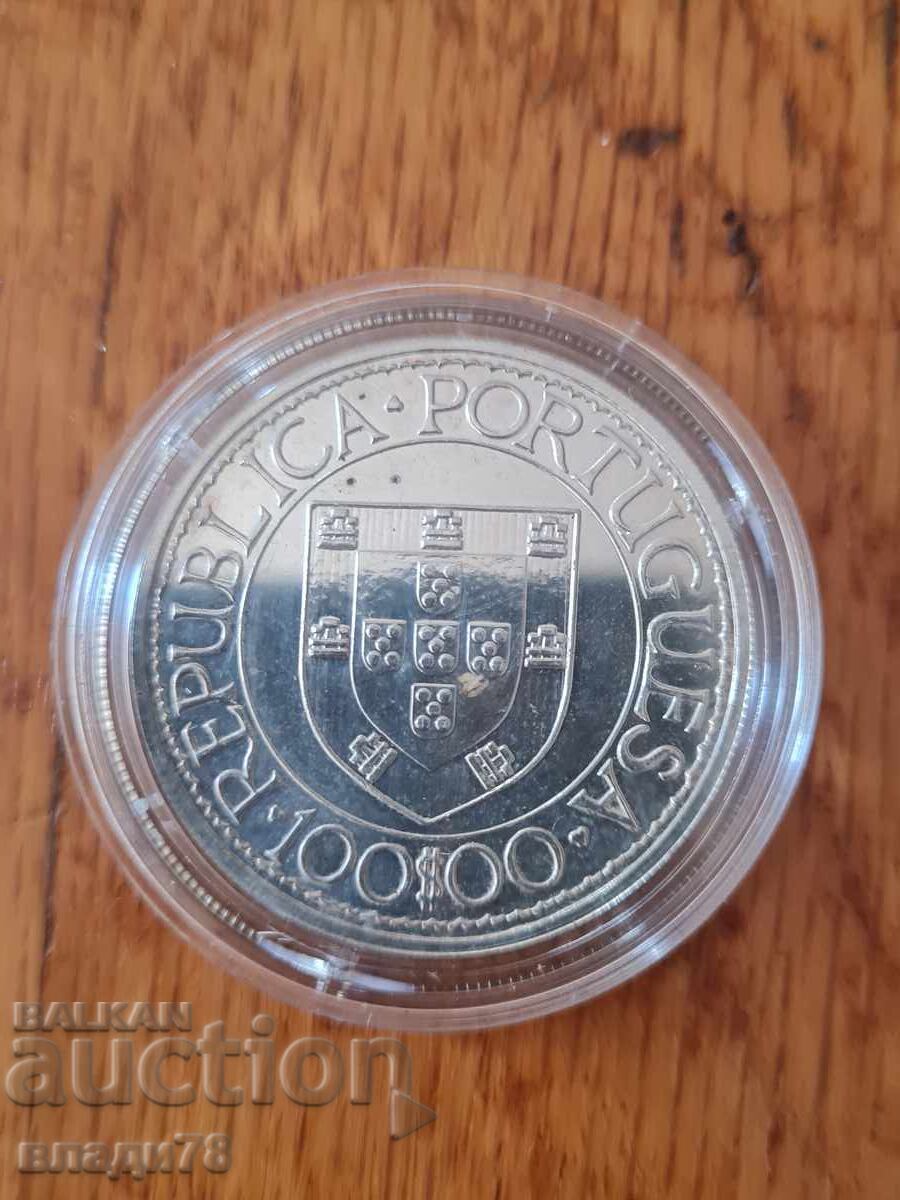 · REPUBLICA · PORTUGUESA ·
100$00
BALKAN
auction
влади78